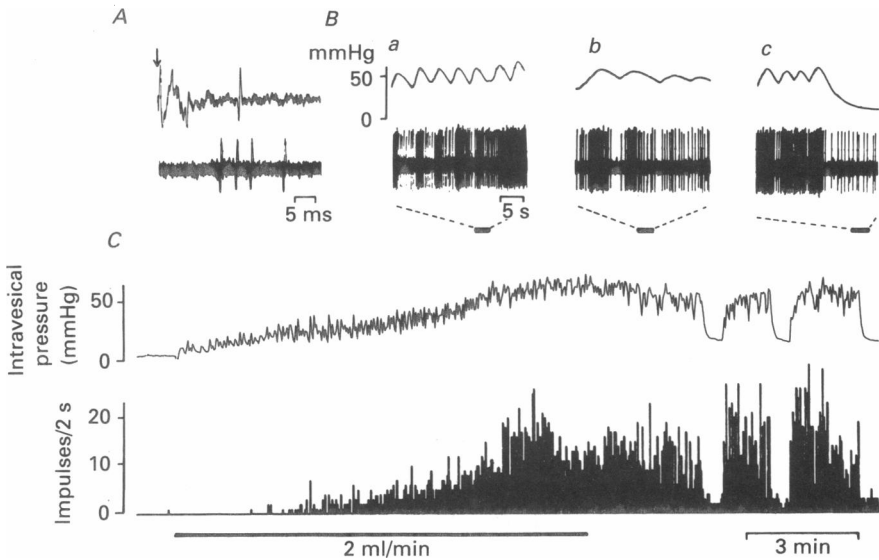 A
B
mmHg
a
b
c
50
0
5 ms
5 s
C
Intravesical
pressure
(mmHg)
50
0
Impulses/2 s
20
10
0
2 ml/min
3 min